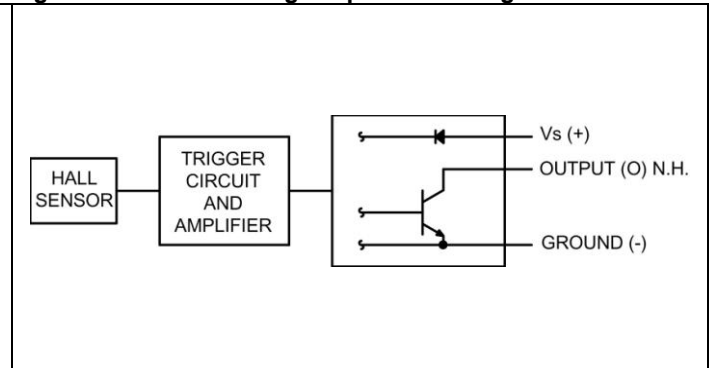 HALL
SENSOR
TRIGGER
CIRCUIT
AND
AMPLIFIER
Vs (+)
OUTPUT (O) N.H.
GROUND (-)